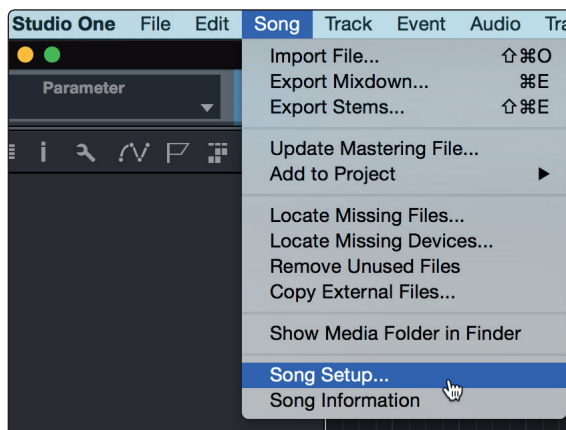 Studio One File Edit Song Track Event Audio
Parameter
Import File... ⇧⌘O
Export Mixdown... ⌘E
Export Stems... ⇧⌘E
Update Mastering File...
Add to Project
Locate Missing Files...
Locate Missing Devices...
Remove Unused Files
Copy External Files...
Show Media Folder in Finder
Song Setup...
Song Information